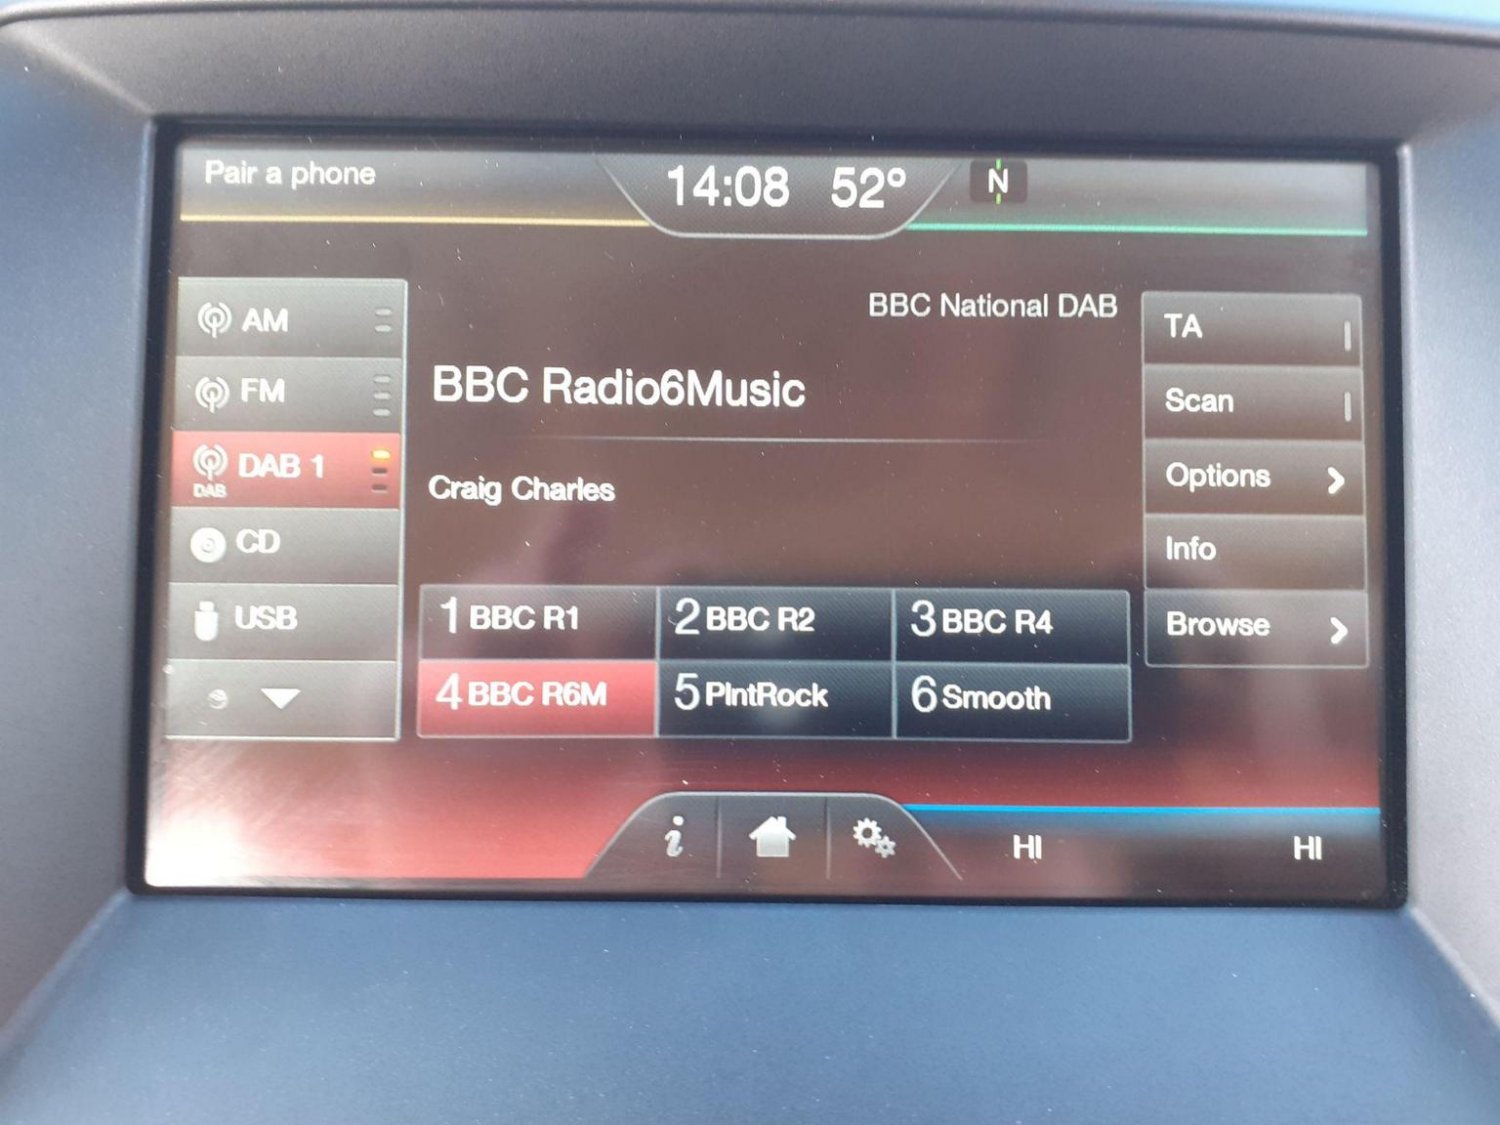 Pair a phone
14:08 52°
N
AM
FM
DAB 1
DAB
CD
USB
BBC National DAB
BBC Radio6Music
Craig Charles
1 BBC R1
2 BBC R2
3 BBC R4
4 BBC R6M
5 PlntRock
6 Smooth
TA
Scan
Options
Info
Browse
i
HI
HI